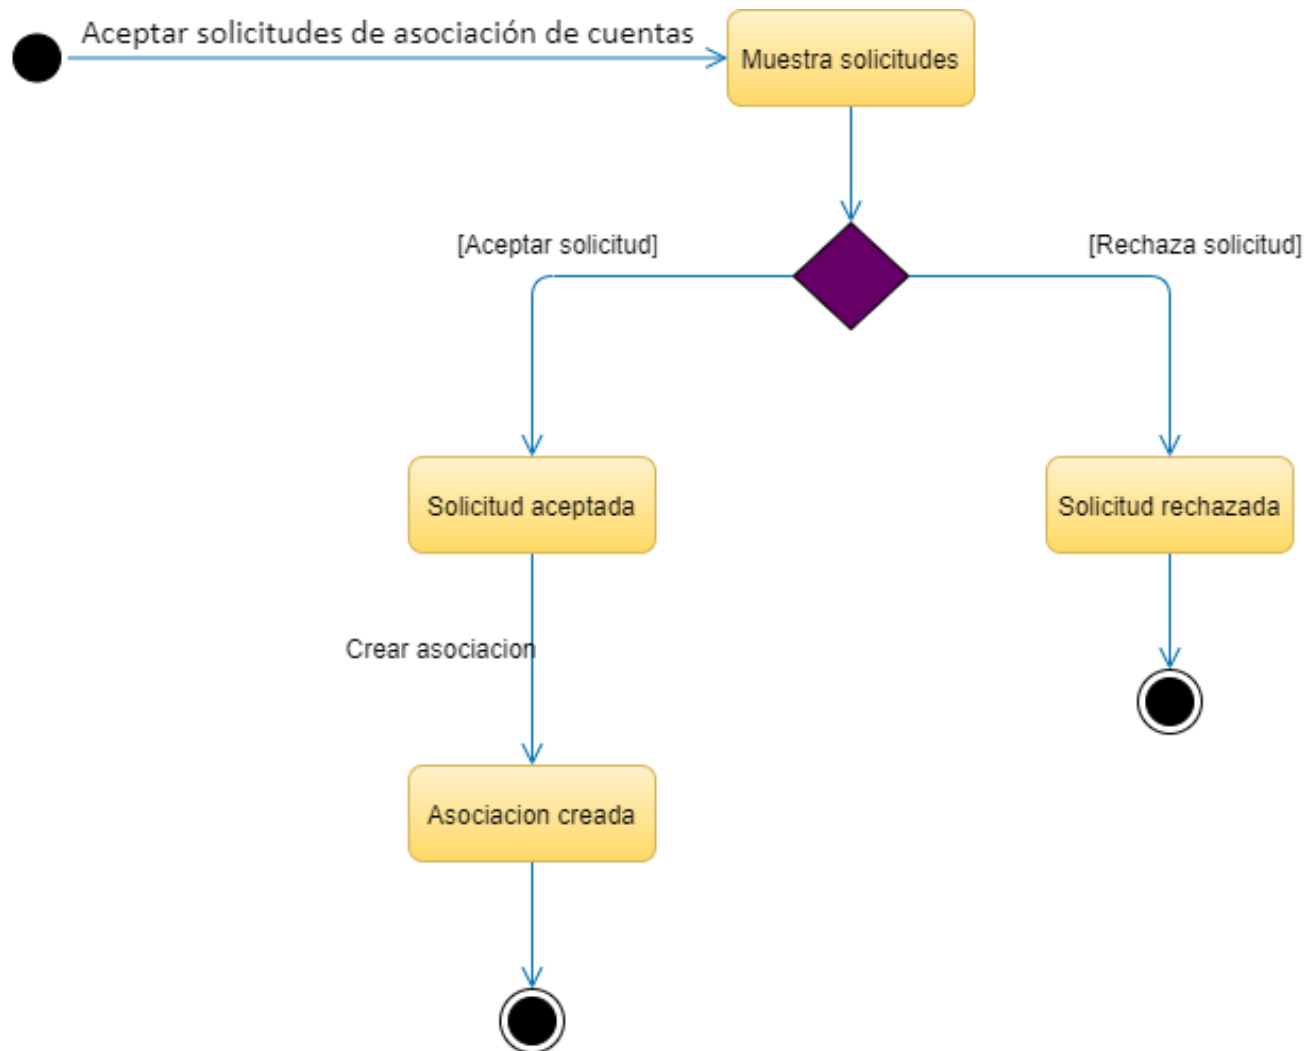 Aceptar solicitudes de asociación de cuentas
Muestra solicitudes
[Aceptar solicitud]
[Rechaza solicitud]
Solicitud aceptada
Solicitud rechazada
Crear asociacion
Asociacion creada